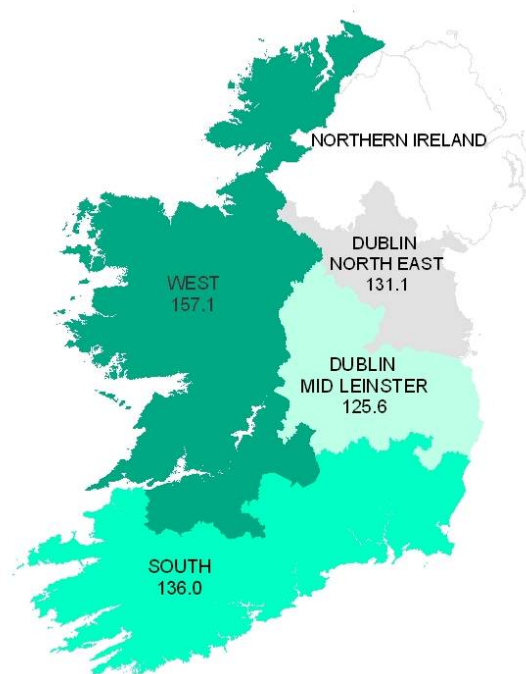 NORTHERN IRELAND
DUBLIN
NORTH EAST
131.1
WEST
157.1
DUBLIN
MID LEINSTER
125.6
SOUTH
136.0